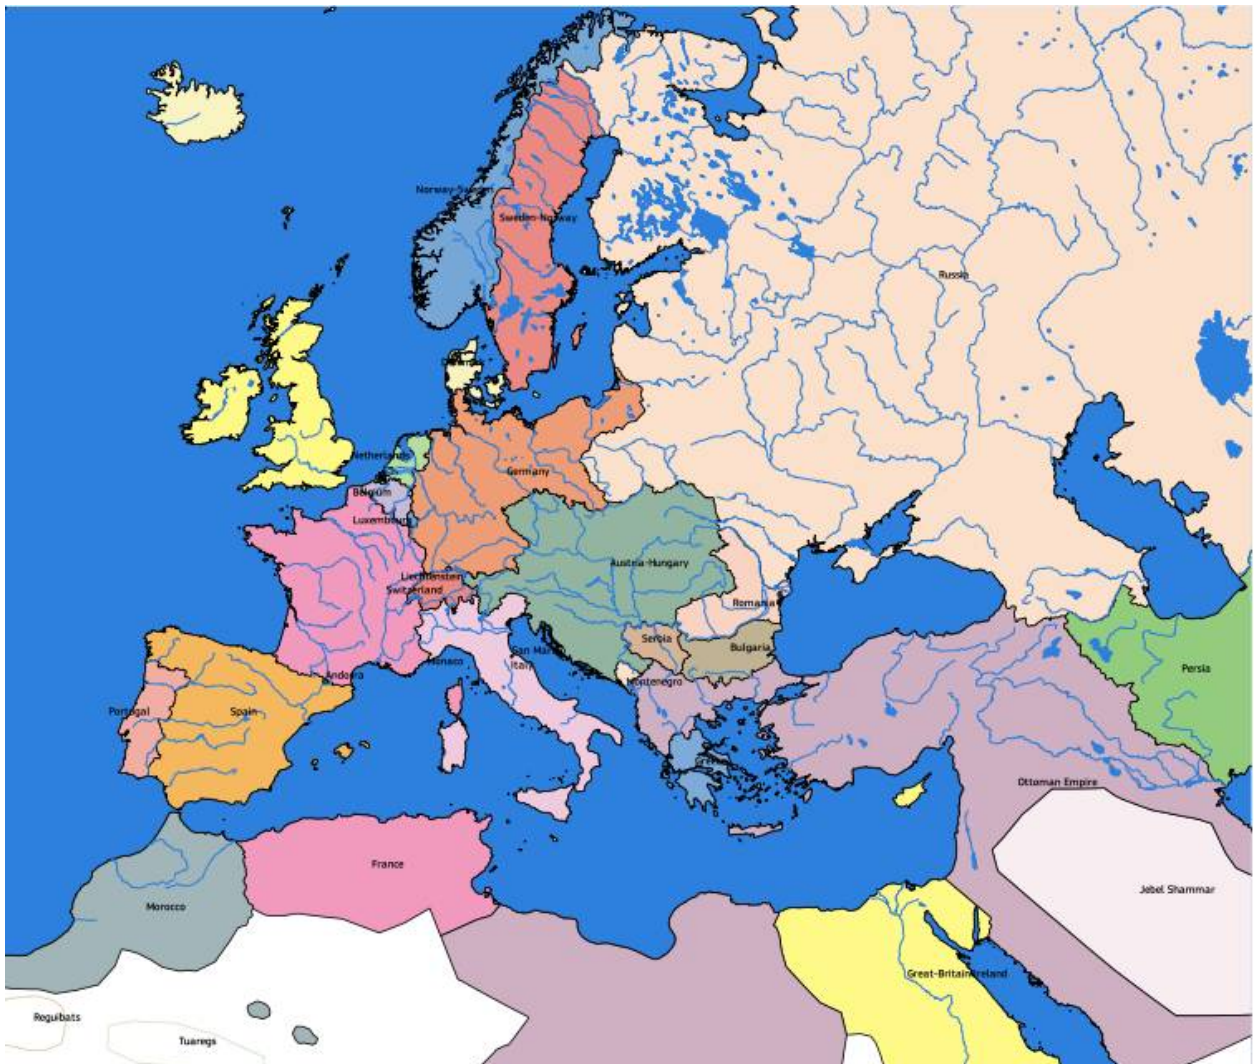 Norway-Sweden
Sweden-Norway
Russia
Netherlands
Germany
Belgium
Luxembourg
Austria-Hungary
Liechtenstein
Switzerland
Romania
Serbia
Bulgaria
San Mar
Italy
Monaco
Andorra
Montenegro
Persia
Portugal
Spain
Ottoman Empire
France
Jebel Shammar
Morocco
Great-Britain-Ireland
Reguibats
Tuaregs